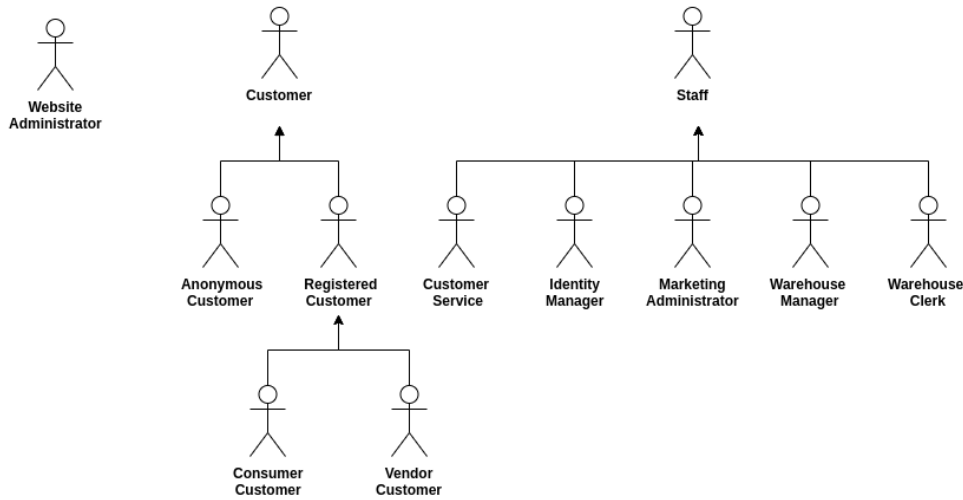 Website
Administrator
Customer
Staff
Anonymous
Customer
Registered
Customer
Customer
Service
Identity
Manager
Marketing
Administrator
Warehouse
Manager
Warehouse
Clerk
Consumer
Customer
Vendor
Customer